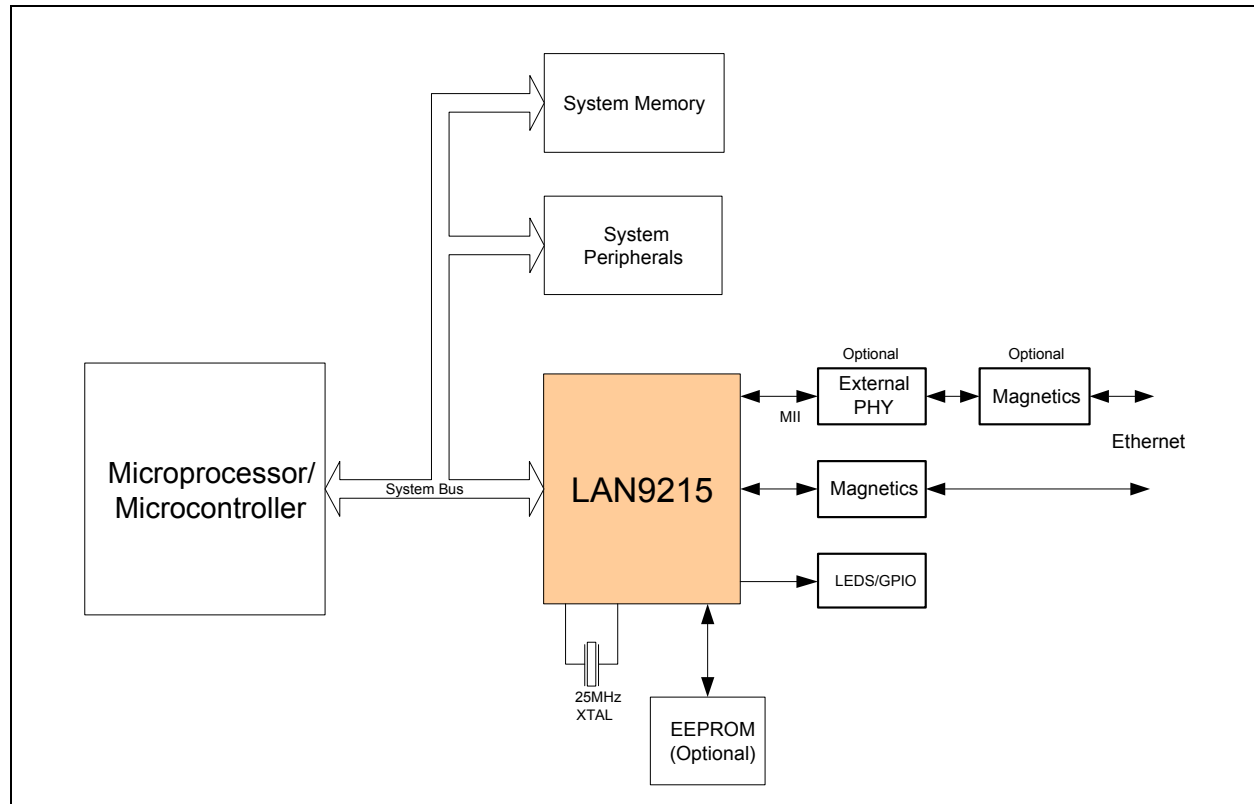 System Memory
System
Peripherals
Optional
Optional
External
PHY
Magnetics
MII
Ethernet
Microprocessor/
Microcontroller
System Bus
LAN9215
Magnetics
LEDS/GPIO
25MHz
XTAL
EEPROM
(Optional)